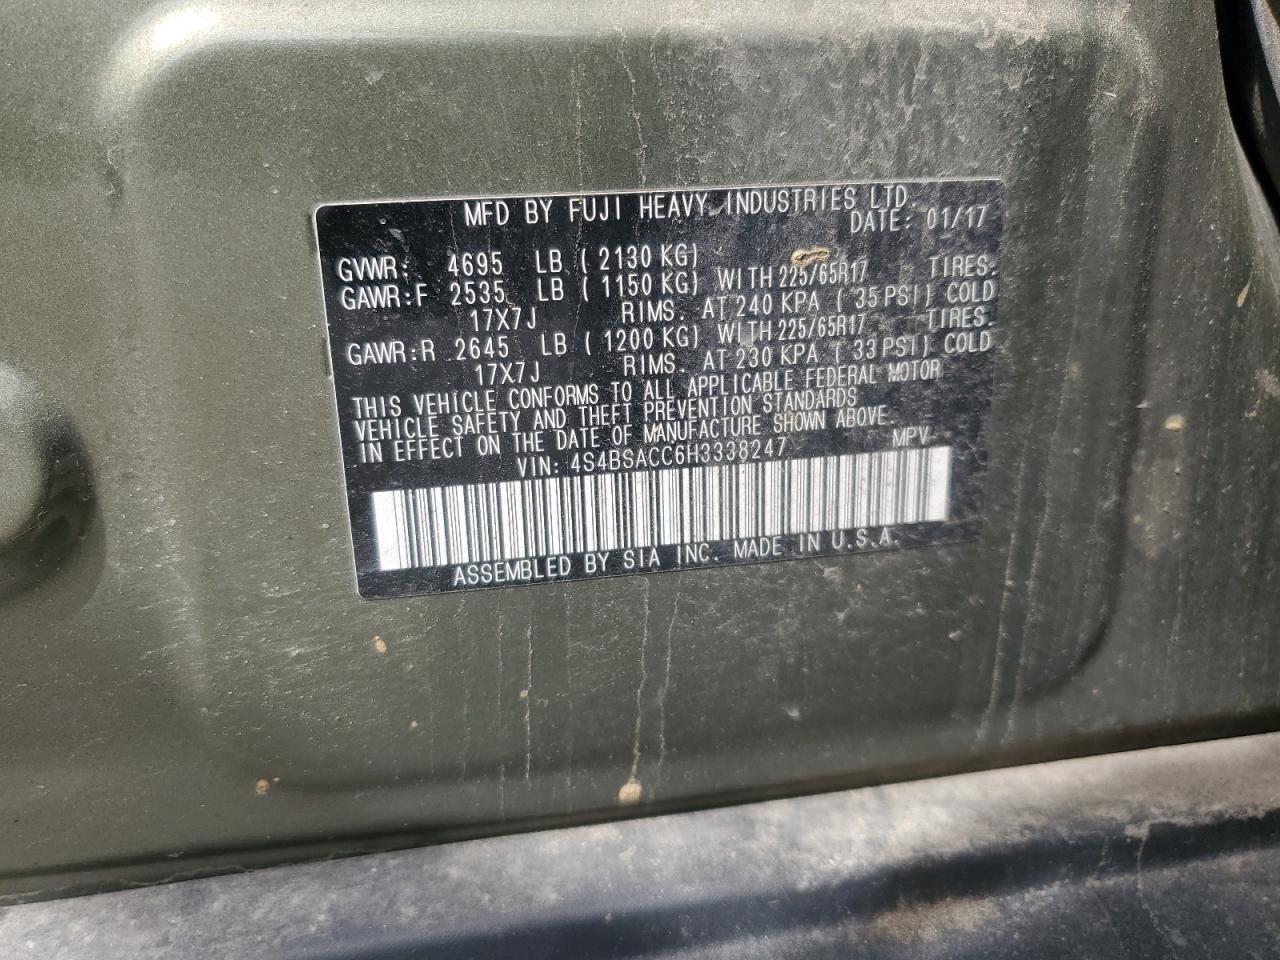 MFD BY FUJI HEAVY INDUSTRIES LTD.
DATE: 01/17
GVWR: 4695 LB ( 2130 KG)
GAWR:F 2535 LB ( 1150 KG) WITH 225/65R17 TIRES.
17X7J RIMS. AT 240 KPA ( 35 PSI) COLD
GAWR:R 2645 LB ( 1200 KG) WITH 225/65R17 TIRES.
17X7J RIMS. AT 230 KPA ( 33 PSI) COLD
THIS VEHICLE CONFORMS TO ALL APPLICABLE FEDERAL MOTOR
VEHICLE SAFETY AND THEFT PREVENTION STANDARDS
IN EFFECT ON THE DATE OF MANUFACTURE SHOWN ABOVE.
VIN: 4S4BSACC6H3338247 MPV
ASSEMBLED BY SIA INC. MADE IN U.S.A.